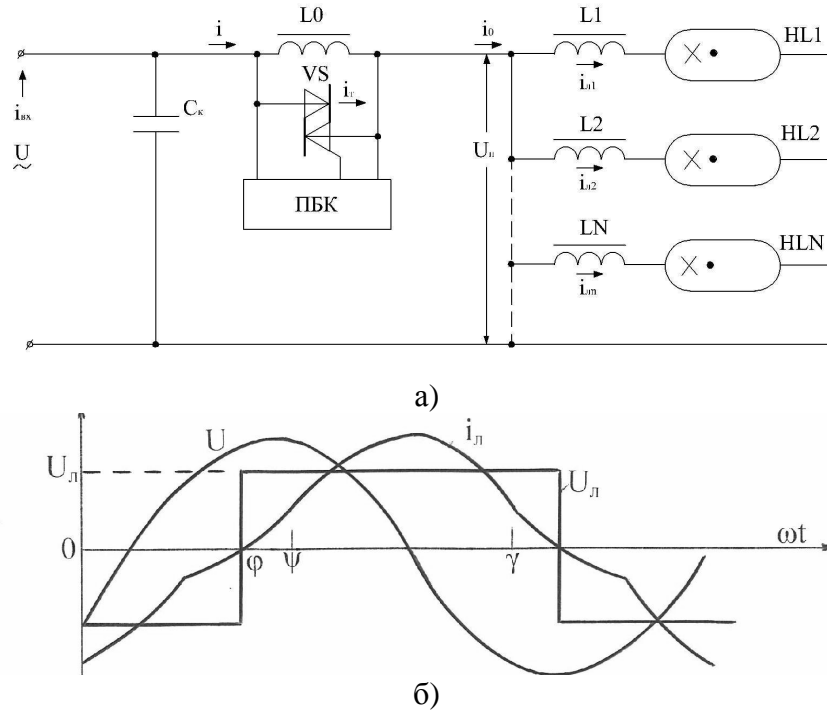 i L0 i₀ L1 HL1
VS iт iл1
iвх Cк
U Uн L2 HL2
iл2
ПБК
LN HLN
iлn
а)
U iл
Uл Uл
0 φ ψ γ ωt
б)